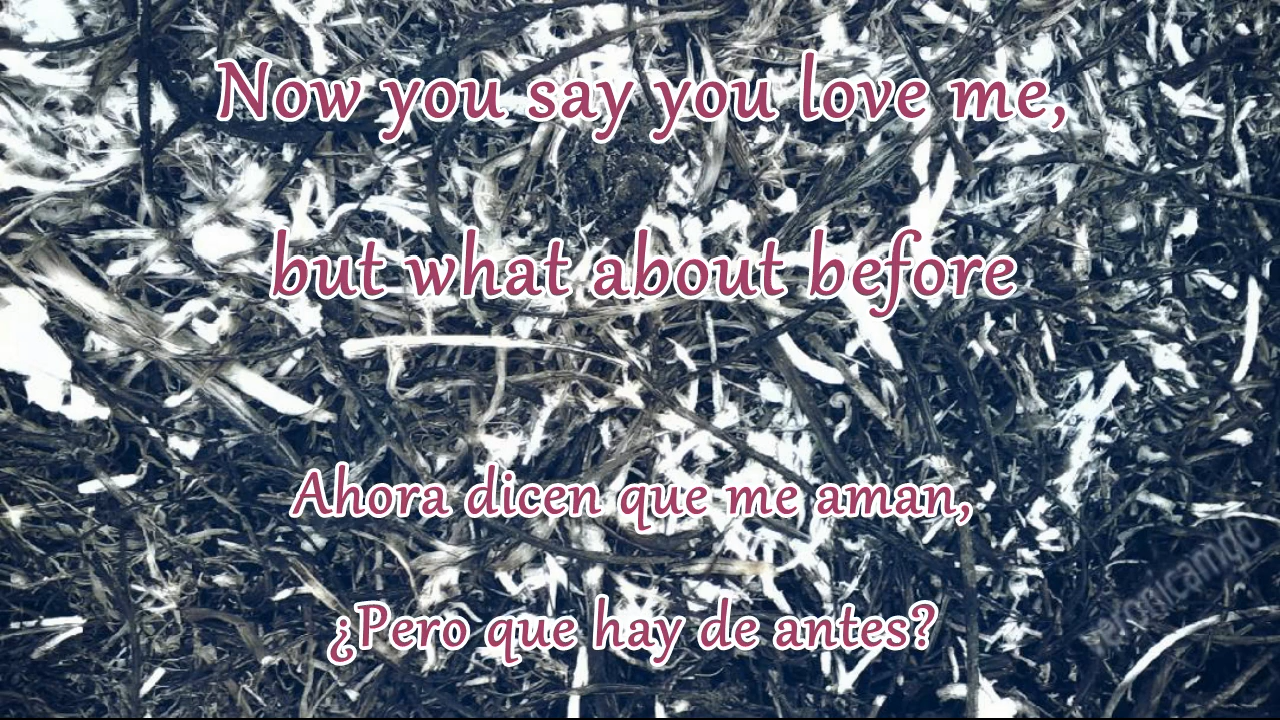 Now you say you love me,
but what about before
Ahora dicen que me aman,
¿Pero que hay de antes?